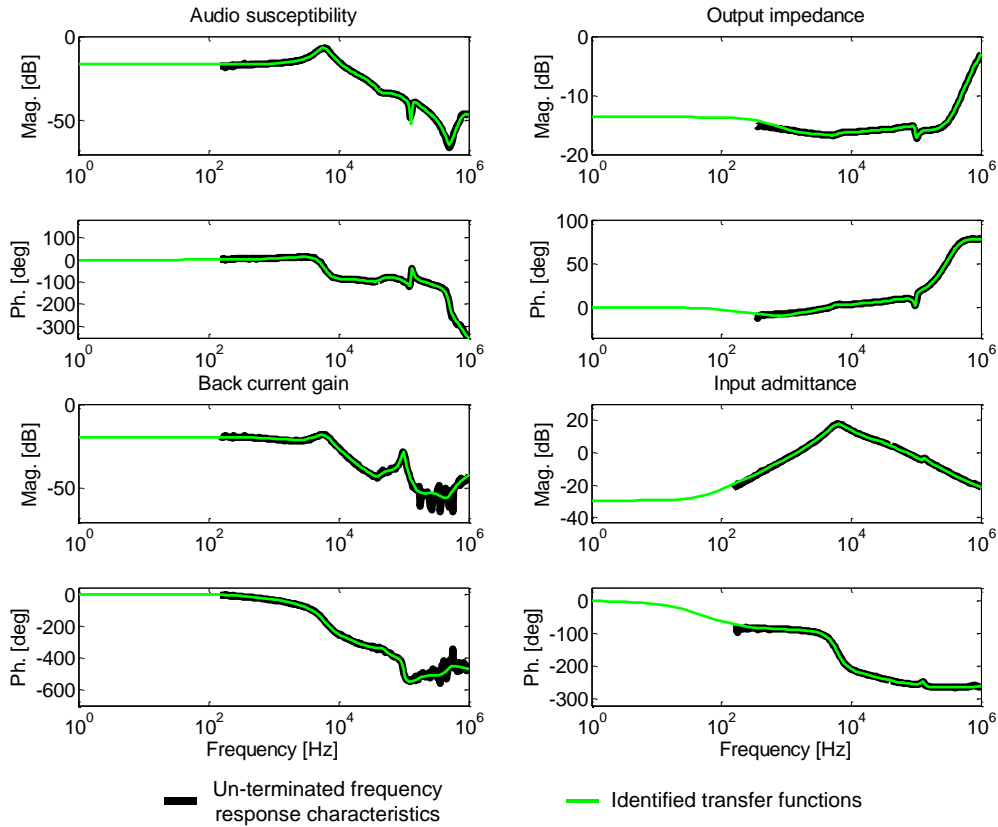 Audio susceptibility
Mag. [dB]
0
-50
10^0 10^2 10^4 10^6
Ph. [deg]
100
0
-100
-200
-300
10^0 10^2 10^4 10^6
Output impedance
Mag. [dB]
0
-10
-20
10^0 10^2 10^4 10^6
Ph. [deg]
100
50
0
10^0 10^2 10^4 10^6
Back current gain
Mag. [dB]
0
-50
10^0 10^2 10^4 10^6
Ph. [deg]
0
-200
-400
-600
10^0 10^2 10^4 10^6
Frequency [Hz]
Input admittance
Mag. [dB]
20
0
-20
-40
10^0 10^2 10^4 10^6
Ph. [deg]
0
-100
-200
-300
10^0 10^2 10^4 10^6
Frequency [Hz]
Un-terminated frequency
response characteristics
Identified transfer functions